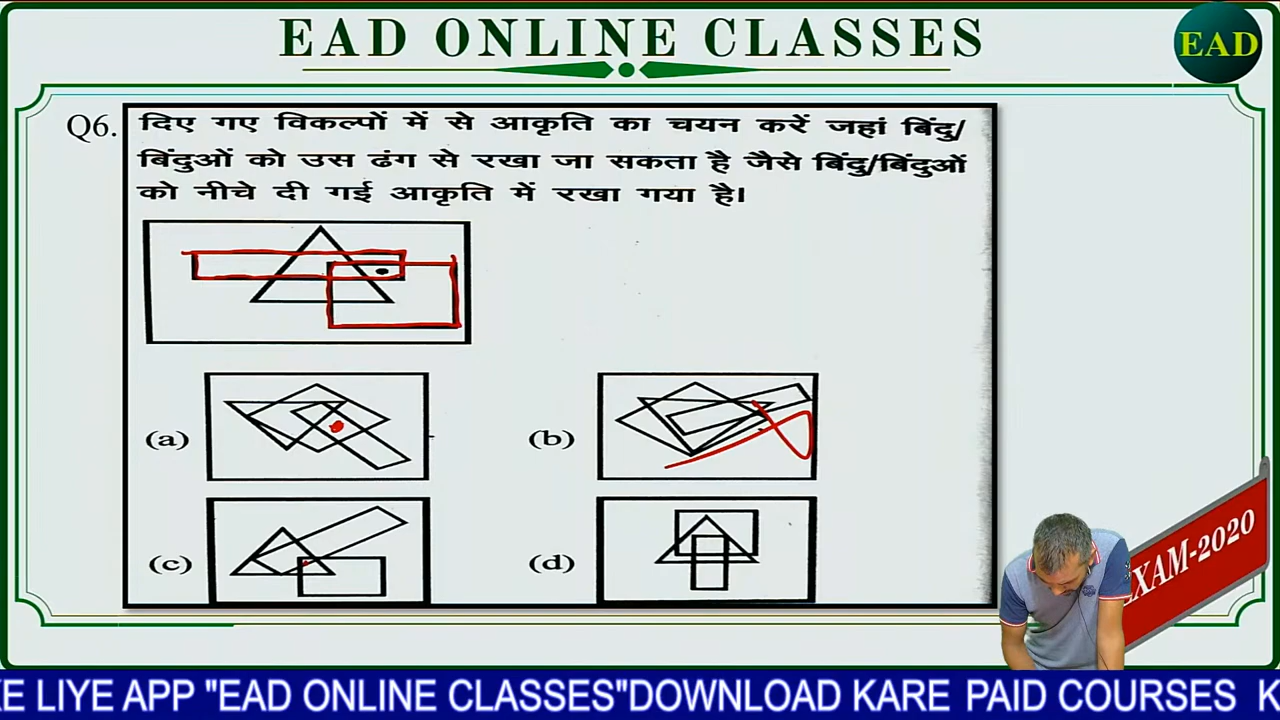 EAD ONLINE CLASSES
EAD
Q6. दिए गए विकल्पों में से आकृति का चयन करें जहां बिंदु/
बिंदुओं को उस ढंग से रखा जा सकता है जैसे बिंदु/बिंदुओं
को नीचे दी गई आकृति में रखा गया है।
(a)
(b)
(c)
(d)
EXAM-2020
KE LIYE APP "EAD ONLINE CLASSES"DOWNLOAD KARE PAID COURSES K